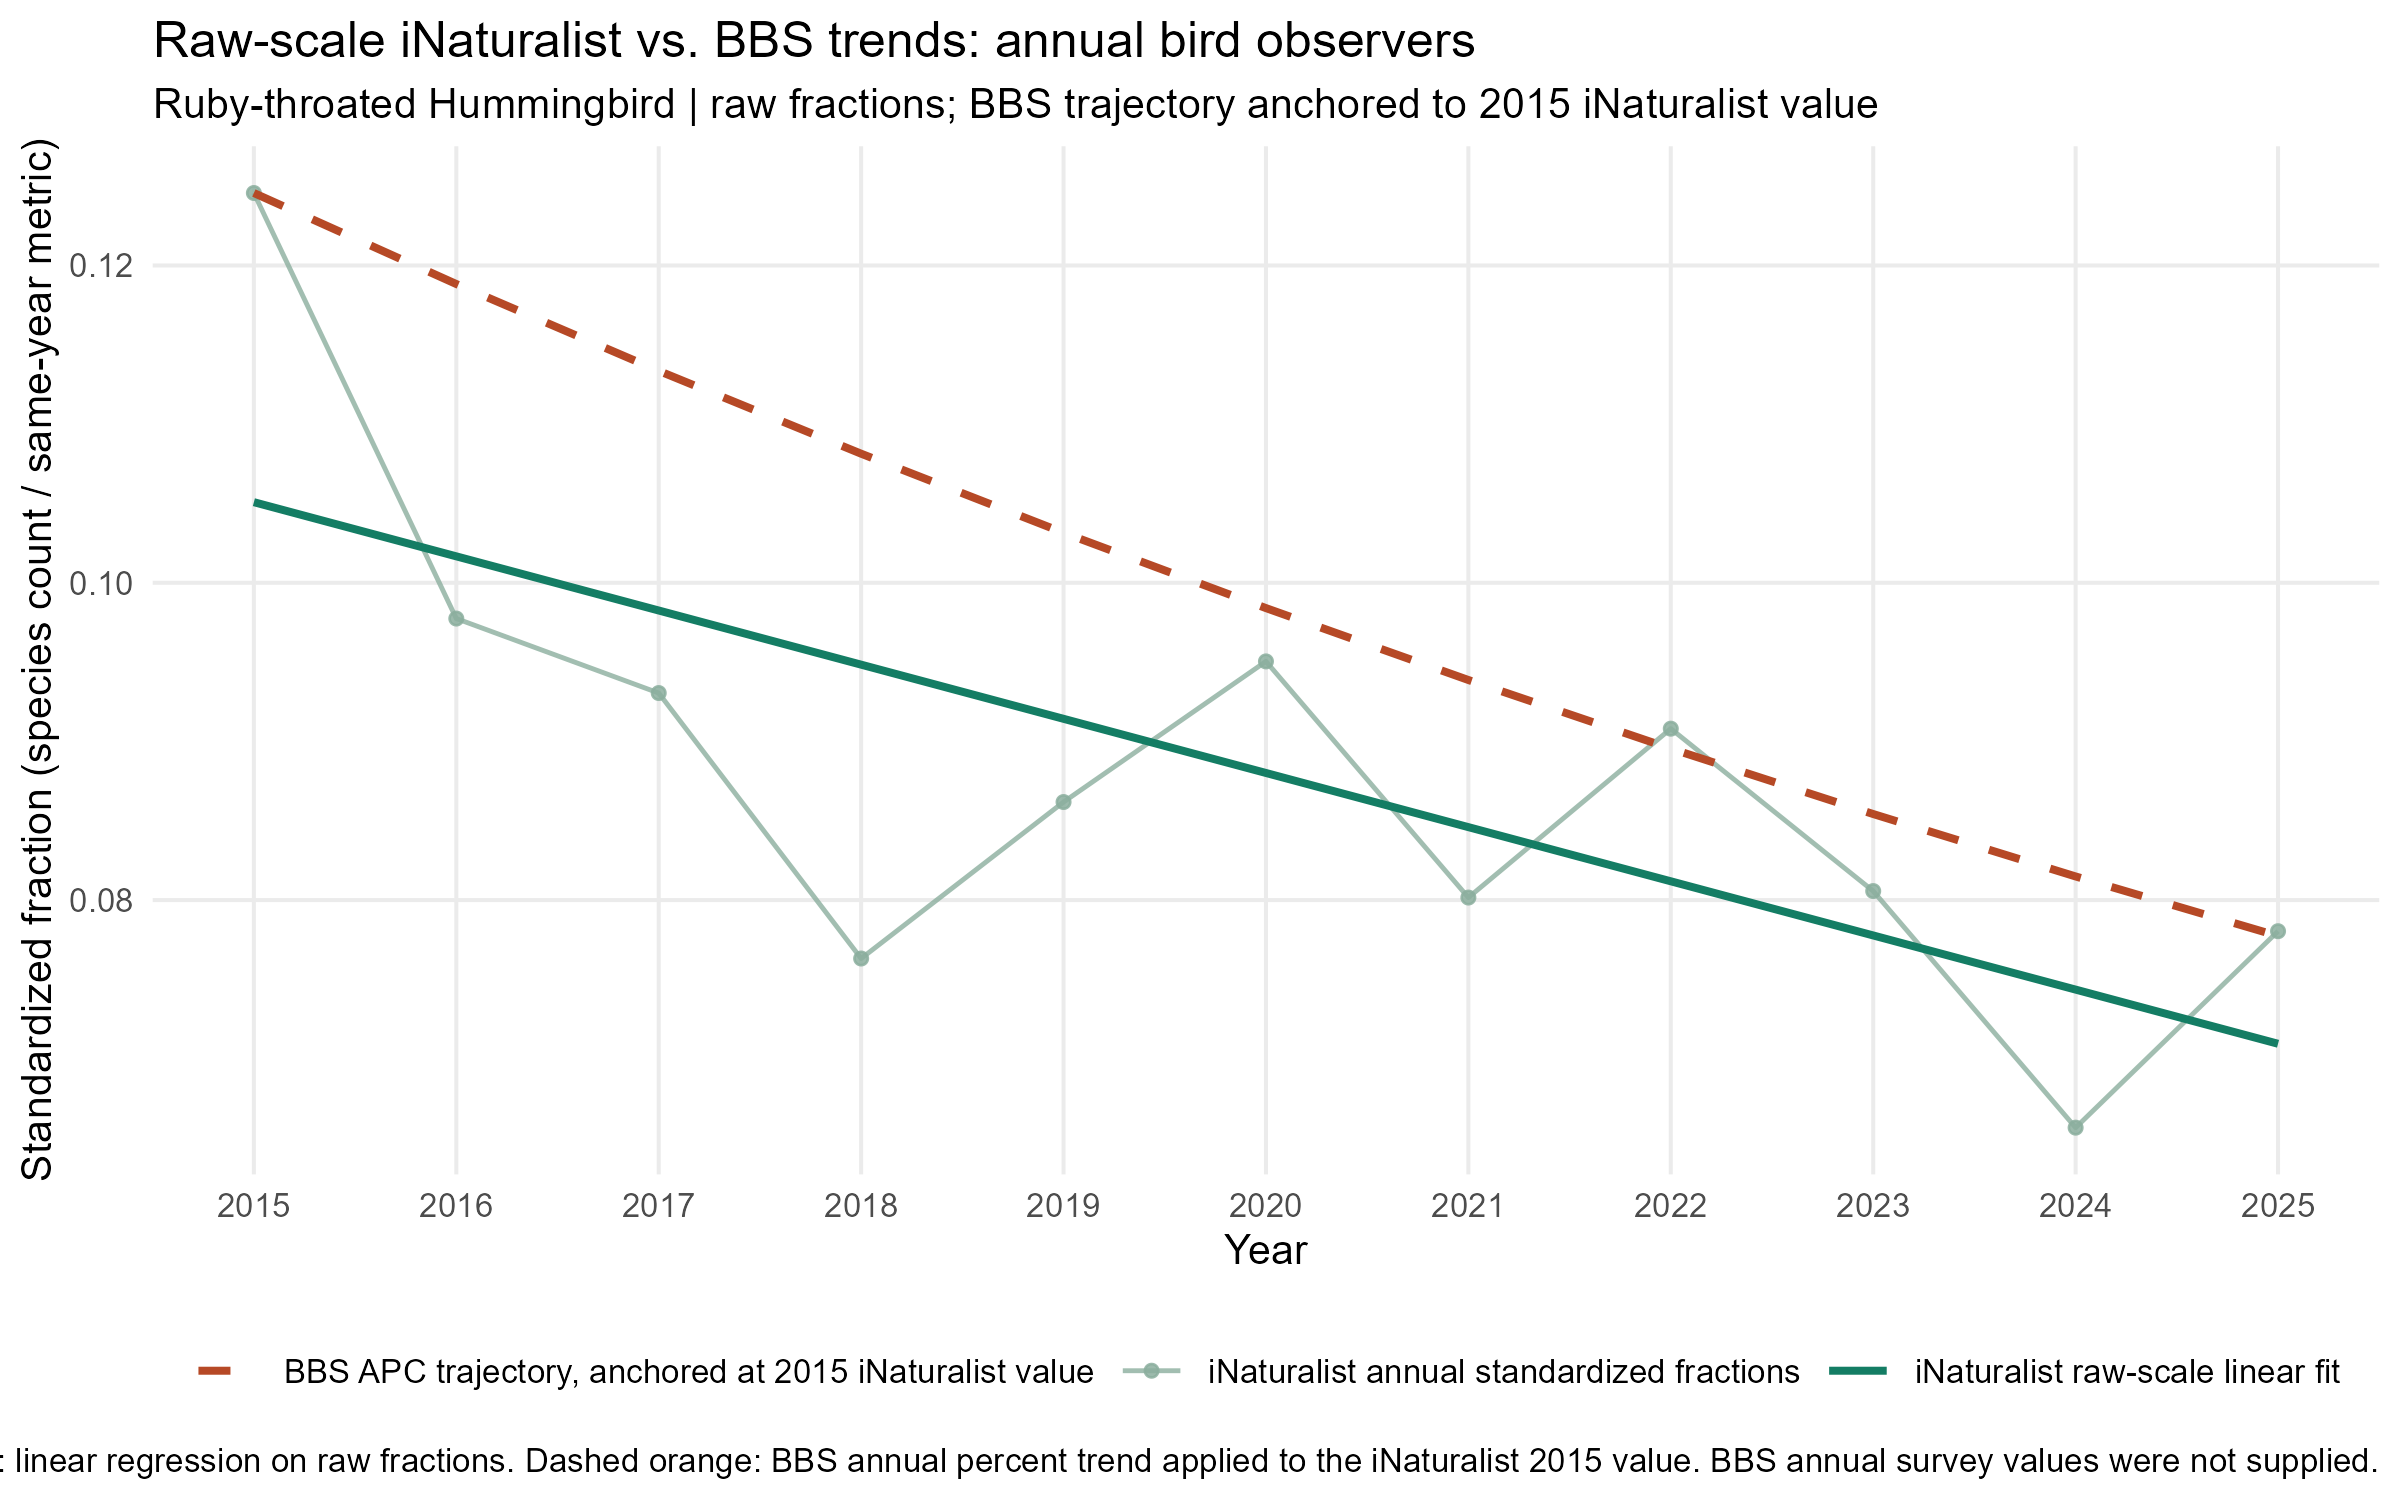 Raw-scale iNaturalist vs. BBS trends: annual bird observers
Ruby-throated Hummingbird | raw fractions; BBS trajectory anchored to 2015 iNaturalist value
Standardized fraction (species count / same-year metric)
0.12
0.10
0.08
2015 2016 2017 2018 2019 2020 2021 2022 2023 2024 2025
Year
BBS APC trajectory, anchored at 2015 iNaturalist value iNaturalist annual standardized fractions iNaturalist raw-scale linear fit
: linear regression on raw fractions. Dashed orange: BBS annual percent trend applied to the iNaturalist 2015 value. BBS annual survey values were not supplied.